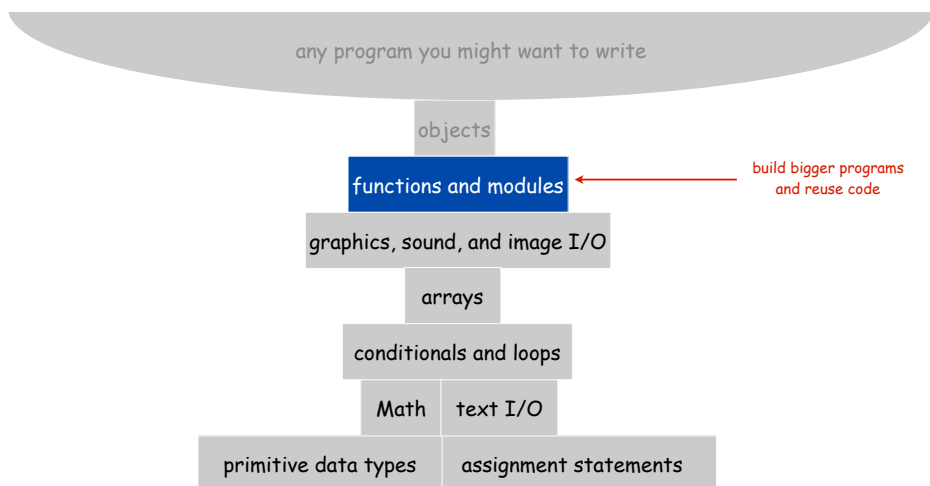 any program you might want to write
objects
functions and modules
build bigger programs
and reuse code
graphics, sound, and image I/O
arrays
conditionals and loops
Math
text I/O
primitive data types
assignment statements